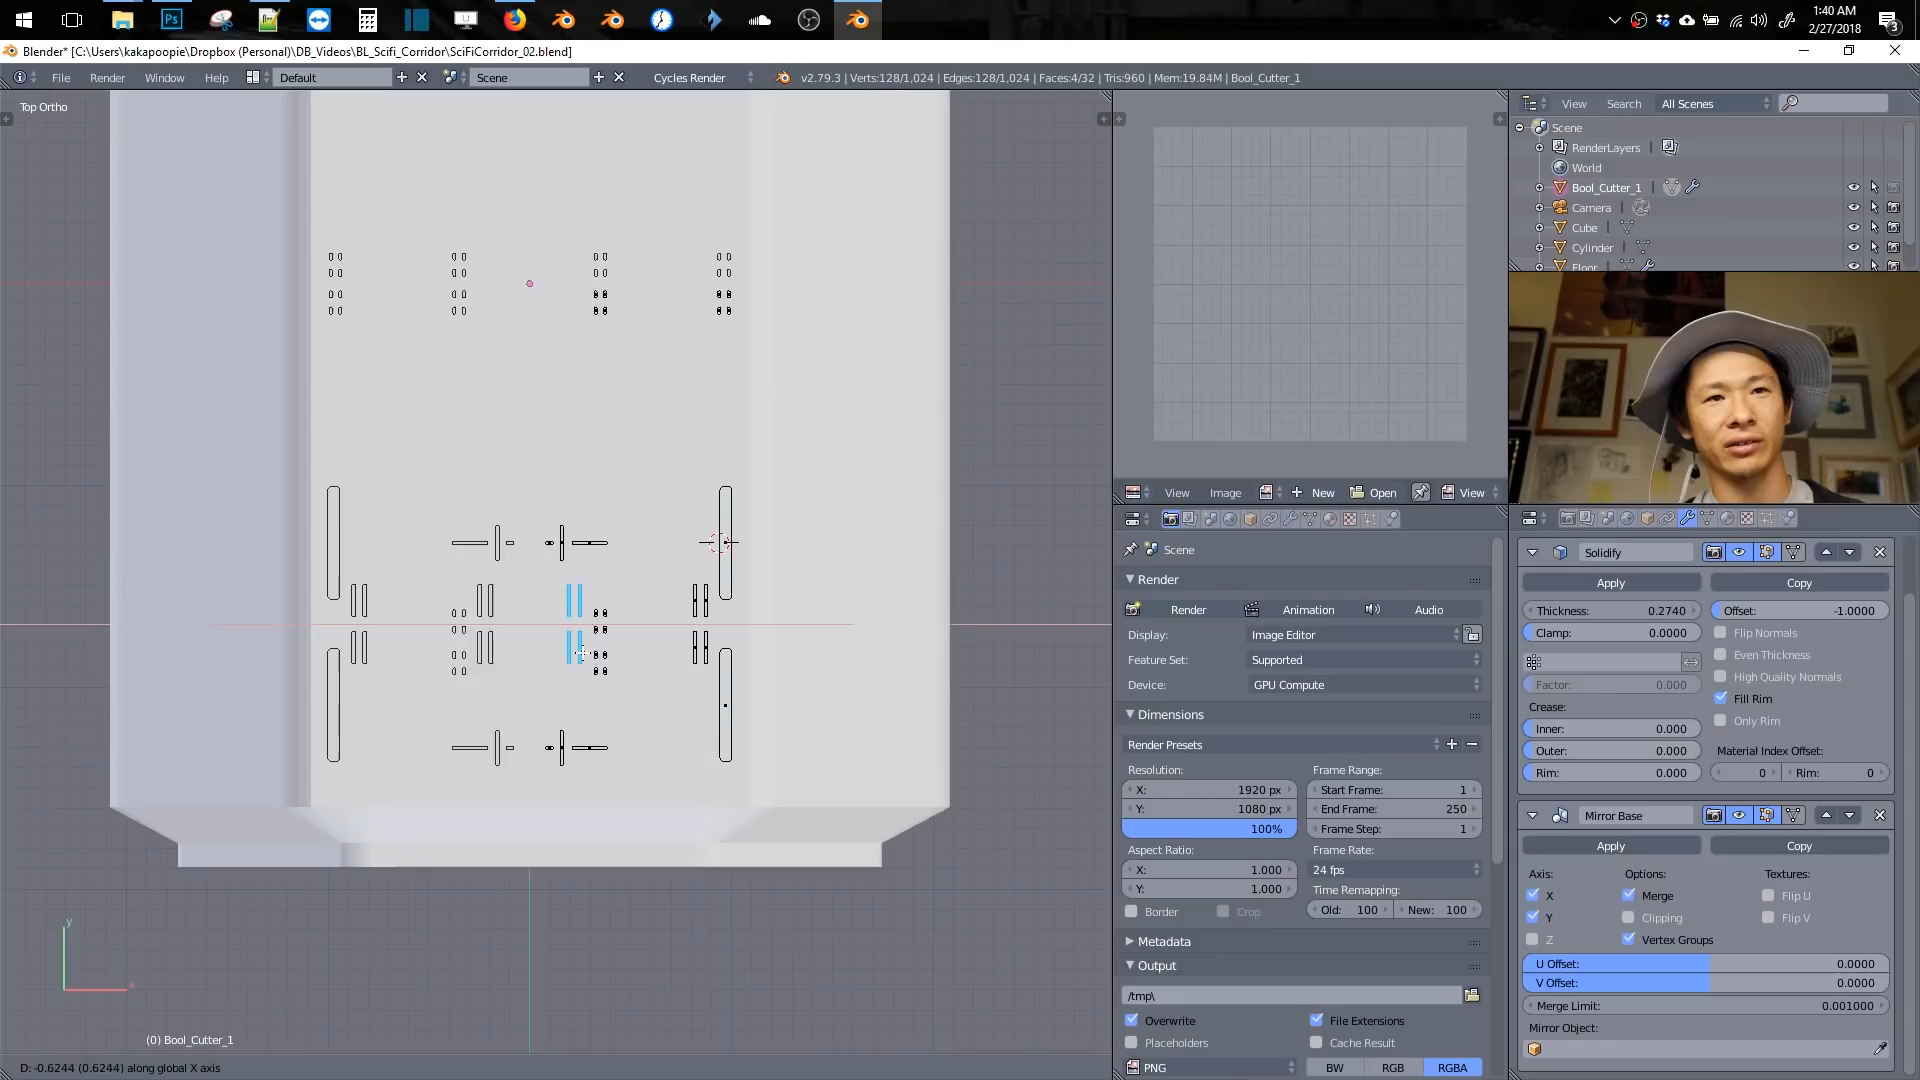 1:40 AM
2/27/2018
3
Blender* [C:\Users\kakapoopie\Dropbox (Personal)\DB_Videos\BL_Scifi_Corridor\SciFiCorridor_02.blend]
File Render Window Help Default Scene Cycles Render v2.79.3 | Verts:128/1,024 | Edges:128/1,024 | Faces:4/32 | Tris:960 | Mem:19.84M | Bool_Cutter_1
Top Ortho
y
x
(0) Bool_Cutter_1
D: -0.6244 (0.6244) along global X axis
View Image New Open View
View Search All Scenes
Scene
RenderLayers
World
Bool_Cutter_1
Camera
Cube
Cylinder
Floor
Scene
Render
Render Animation Audio
Display: Image Editor
Feature Set: Supported
Device: GPU Compute
Dimensions
Render Presets
Resolution: Frame Range:
X: 1920 px Start Frame: 1
Y: 1080 px End Frame: 250
100% Frame Step: 1
Aspect Ratio: Frame Rate:
X: 1.000 24 fps
Y: 1.000 Time Remapping:
Border Crop Old: 100 New: 100
Metadata
Output
/tmp\
Overwrite File Extensions
Placeholders Cache Result
PNG BW RGB RGBA
Solidify
Apply Copy
Thickness: 0.2740 Offset: -1.0000
Clamp: 0.0000 Flip Normals
Even Thickness
Factor: 0.000 High Quality Normals
Crease: Fill Rim
Inner: 0.000 Only Rim
Outer: 0.000 Material Index Offset:
Rim: 0.000 0 Rim: 0
Mirror Base
Apply Copy
Axis: Options: Textures:
X Merge Flip U
Y Clipping Flip V
Z Vertex Groups
U Offset: 0.0000
V Offset: 0.0000
Merge Limit: 0.001000
Mirror Object: